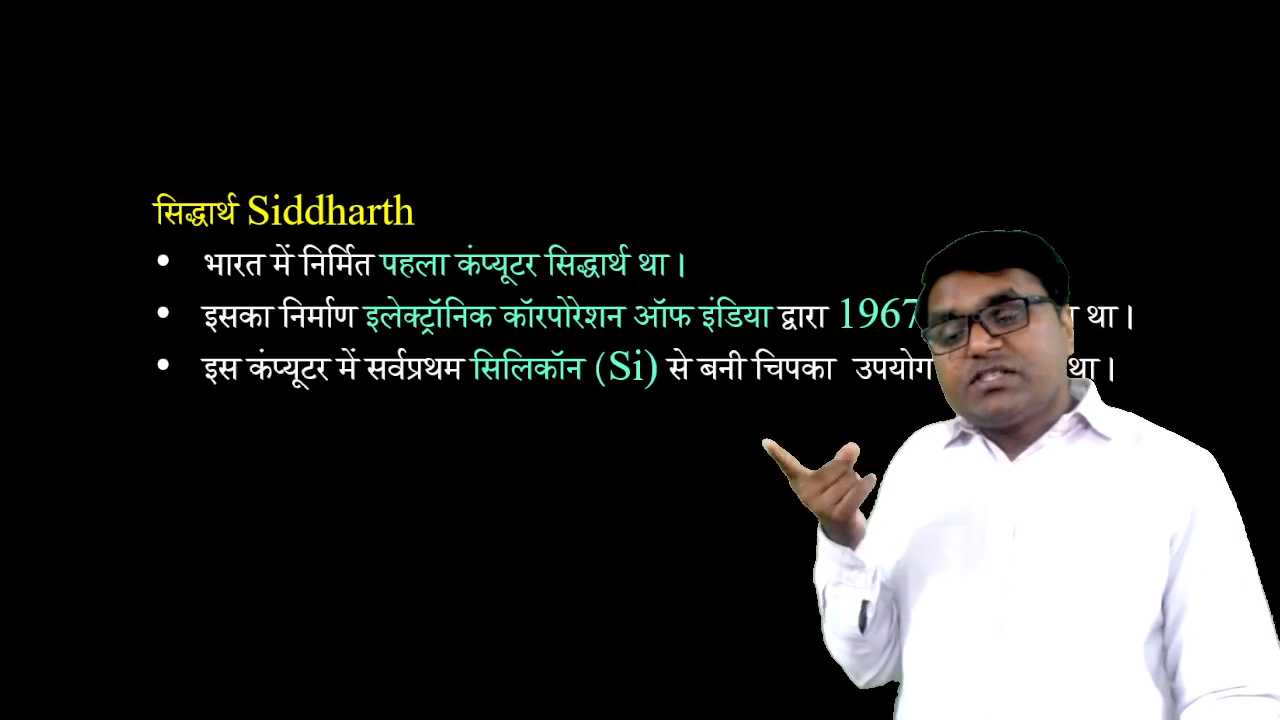 सिद्धार्थ Siddharth
• भारत में निर्मित पहला कंप्यूटर सिद्धार्थ था ।
• इसका निर्माण इलेक्ट्रॉनिक कॉरपोरेशन ऑफ इंडिया द्वारा 1967 था ।
• इस कंप्यूटर में सर्वप्रथम सिलिकॉन (Si) से बनी चिपका उपयोग था ।